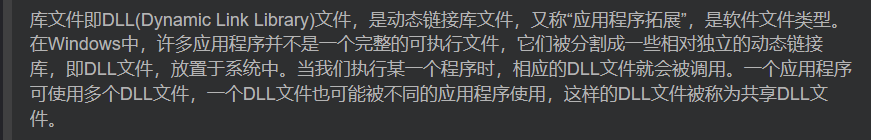 库文件即DLL(Dynamic Link Library)文件，是动态链接库文件，又称“应用程序拓展”，是软件文件类型。
在Windows中，许多应用程序并不是一个完整的可执行文件，它们被分割成一些相对独立的动态链接
库，即DLL文件，放置于系统中。当我们执行某一个程序时，相应的DLL文件就会被调用。一个应用程序
可使用多个DLL文件，一个DLL文件也可能被不同的应用程序使用，这样的DLL文件被称为共享DLL文
件。